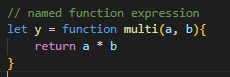 // named function expression
let y = function multi(a, b){
    return a * b
}